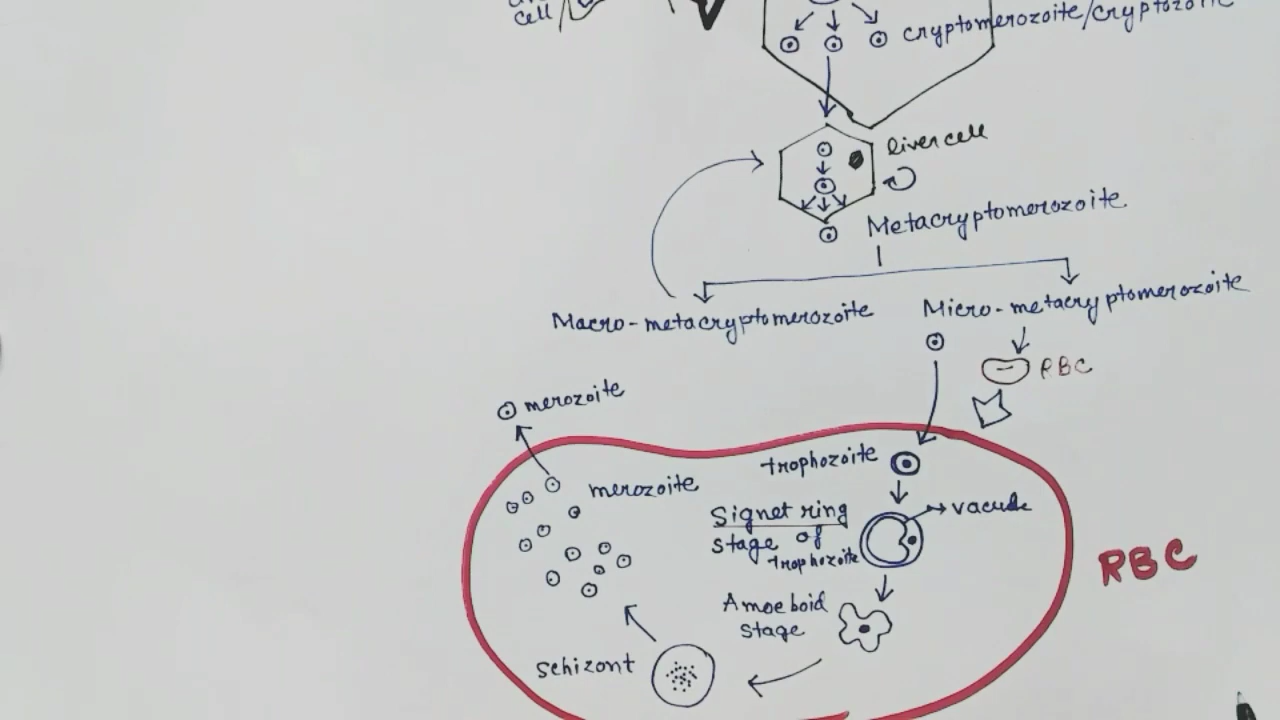 cell
cryptomerozoite/cryptozoite
liver cell
Metacryptomerozoite
Macro-metacryptomerozoite
Micro-metacryptomerozoite
RBC
merozoite
trophozoite
merozoite
Signet ring
stage of
trophozoite
vacuole
RBC
Amoeboid
stage
schizont